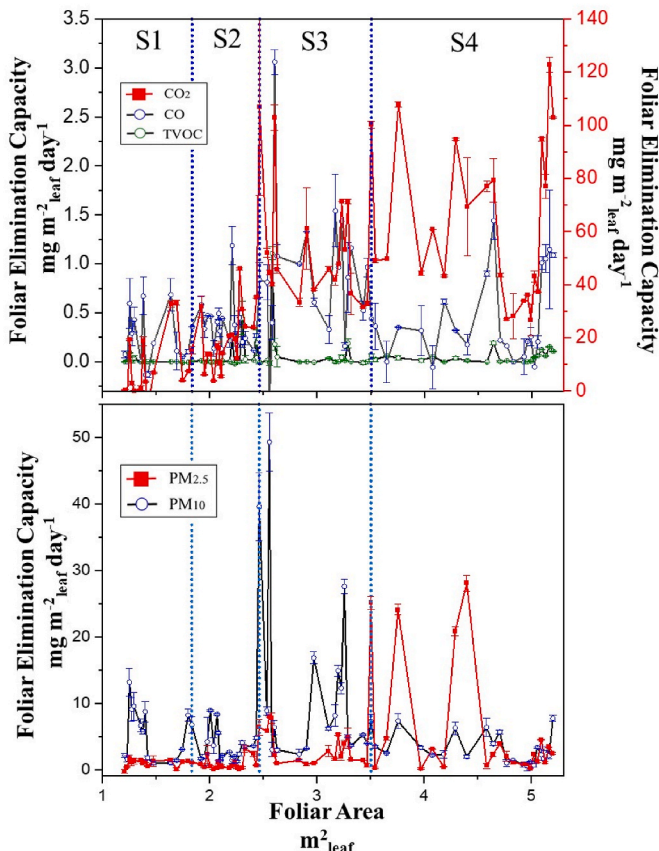 S1 S2 S3 S4
CO2
CO
TVOC
Foliar Elimination Capacity
mg m-2leaf day-1
3.5
3.0
2.5
2.0
1.5
1.0
0.5
0.0
140
120
100
80
60
40
20
0
Foliar Elimination Capacity
mg m-2leaf day-1
PM2.5
PM10
Foliar Elimination Capacity
mg m-2leaf day-1
50
40
30
20
10
0
1 2 3 4 5
Foliar Area
m2leaf